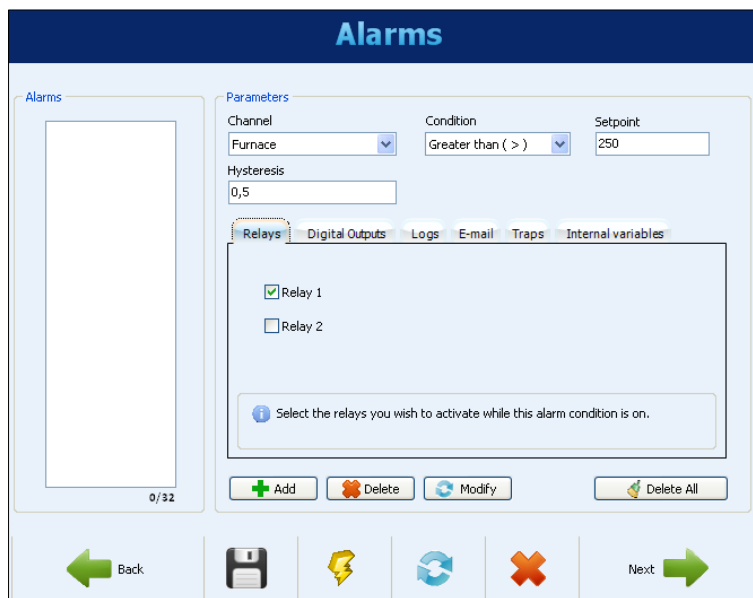 Alarms
Alarms
0/32
Parameters
Channel Condition Setpoint
Furnace Greater than ( > ) 250
Hysteresis
0,5
Relays Digital Outputs Logs E-mail Traps Internal variables
Relay 1
Relay 2
Select the relays you wish to activate while this alarm condition is on.
Add Delete Modify Delete All
Back Next